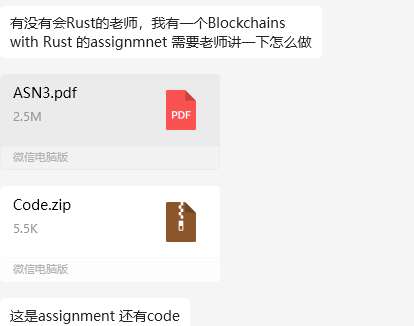 有没有会Rust的老师，我有一个Blockchains
with Rust 的assignmnet 需要老师讲一下怎么做
ASN3.pdf
2.5M
PDF
微信电脑版
Code.zip
5.5K
微信电脑版
这是assignment 还有code